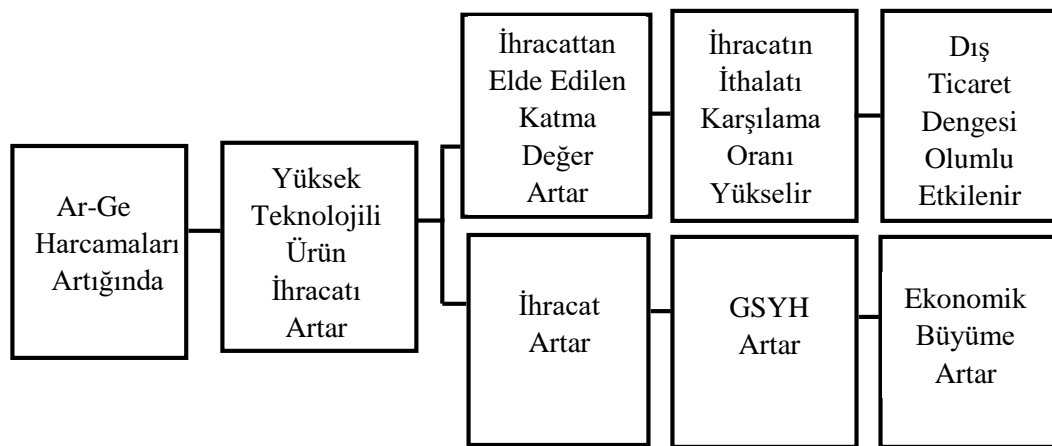 Ar-Ge
Harcamaları
Artığında
Yüksek
Teknolojili
Ürün
İhracatı
Artar
İhracattan
Elde Edilen
Katma
Değer
Artar
İhracatın
İthalatı
Karşılama
Oranı
Yükselir
Dış
Ticaret
Dengesi
Olumlu
Etkilenir
İhracat
Artar
GSYH
Artar
Ekonomik
Büyüme
Artar